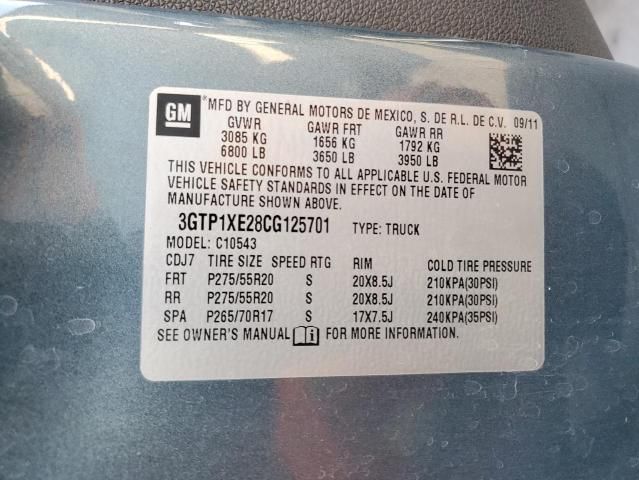 GM
*MFD BY GENERAL MOTORS DE MEXICO, S. DE R.L. DE C.V. 09/11
GVWR GAWR FRT GAWR RR
3085 KG 1656 KG 1792 KG
6800 LB 3650 LB 3950 LB
THIS VEHICLE CONFORMS TO ALL APPLICABLE U.S. FEDERAL MOTOR
VEHICLE SAFETY STANDARDS IN EFFECT ON THE DATE OF
MANUFACTURE SHOWN ABOVE.
3GTP1XE28CG125701 TYPE: TRUCK
MODEL: C10543
CDJ7 TIRE SIZE SPEED RTG RIM COLD TIRE PRESSURE
FRT P275/55R20 S 20X8.5J 210KPA(30PSI)
RR P275/55R20 S 20X8.5J 210KPA(30PSI)
SPA P265/70R17 S 17X7.5J 240KPA(35PSI)
SEE OWNER'S MANUAL i FOR MORE INFORMATION.